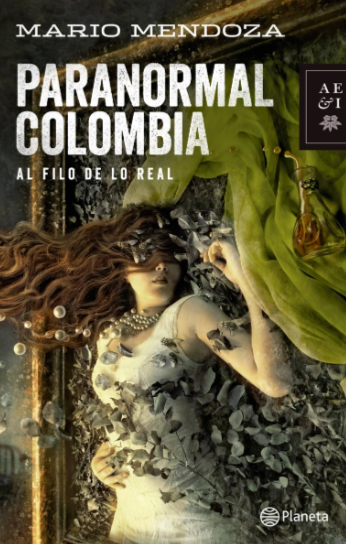 MARIO MENDOZA
PARANORMAL
COLOMBIA
AL FILO DE LO REAL
AE
&I
Planeta